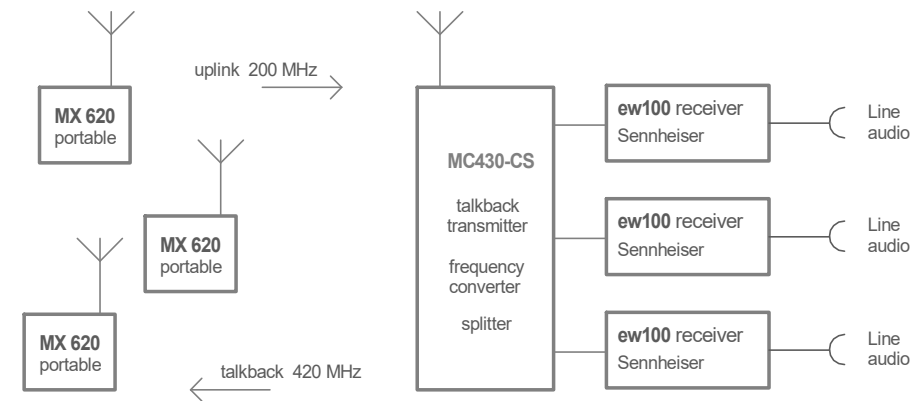 uplink 200 MHz
MX 620
portable
MX 620
portable
MX 620
portable
talkback 420 MHz
MC430-CS
talkback
transmitter
frequency
converter
splitter
ew100 receiver
Sennheiser
Line
audio
ew100 receiver
Sennheiser
Line
audio
ew100 receiver
Sennheiser
Line
audio